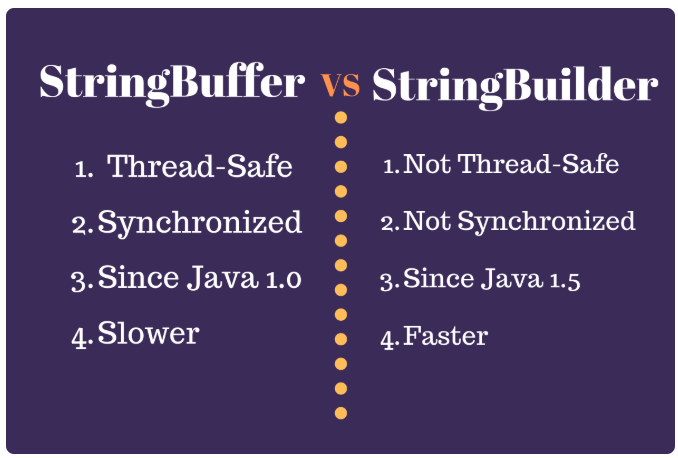 StringBuffer vs StringBuilder
1. Thread-Safe
2. Synchronized
3. Since Java 1.0
4. Slower
1. Not Thread-Safe
2. Not Synchronized
3. Since Java 1.5
4. Faster